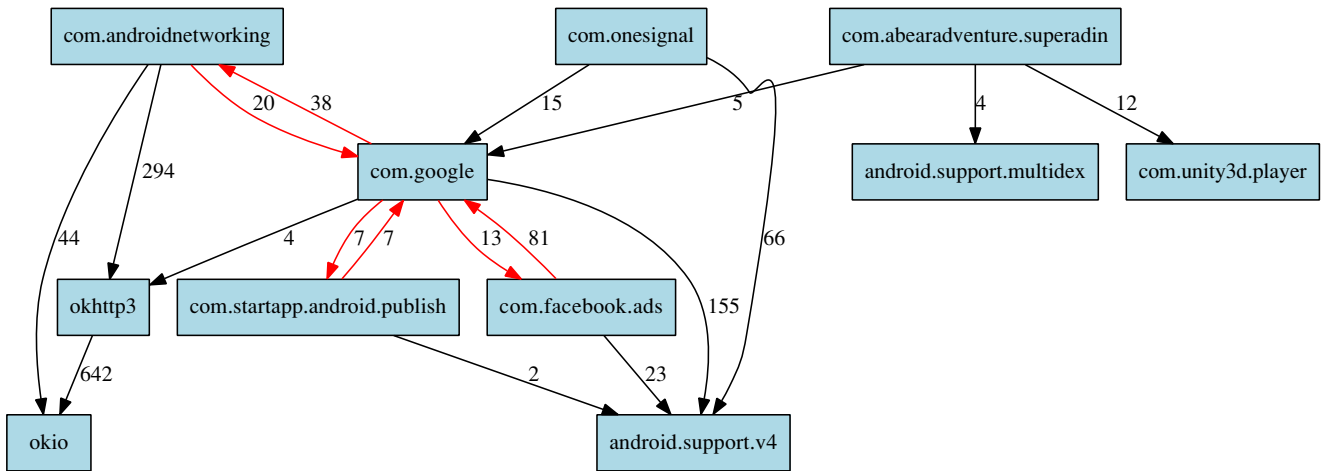 com.androidnetworking
com.onesignal
com.abearadventure.superadin
20
38
15
5
4
12
294
com.google
android.support.multidex
com.unity3d.player
44
4
7
7
13
81
66
okhttp3
com.startapp.android.publish
com.facebook.ads
155
642
2
23
okio
android.support.v4